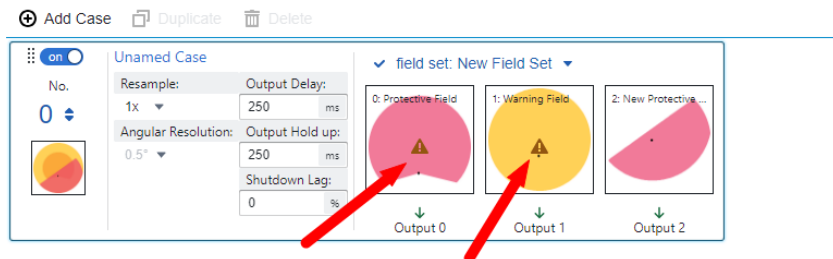 Add Case Duplicate Delete
on Unamed Case field set: New Field Set
No. Resample: Output Delay:
0: Protective Field 1: Warning Field 2: New Protective ...
0 1x 250 ms
Angular Resolution: Output Hold up:
0.5° 250 ms
Shutdown Lag:
0 %
Output 0 Output 1 Output 2